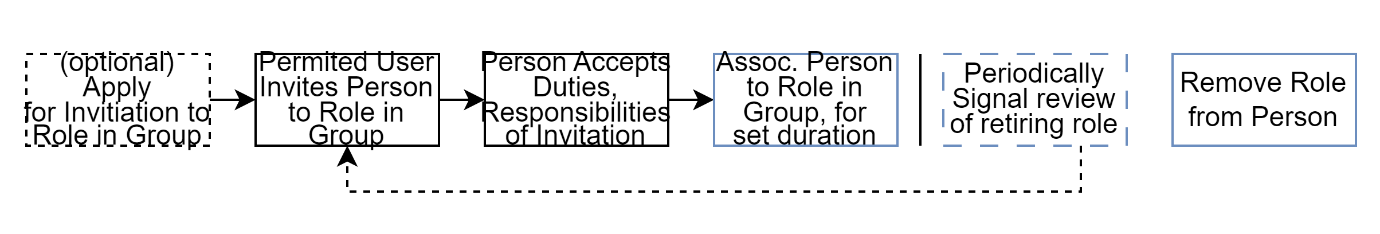 (optional)
Apply
for Invitiation to
Role in Group
Permited User
Invites Person
to Role in
Group
Person Accepts
Duties,
Responsibilities
of Invitation
Assoc. Person
to Role in
Group, for
set duration
Periodically
Signal review
of retiring role
Remove Role
from Person